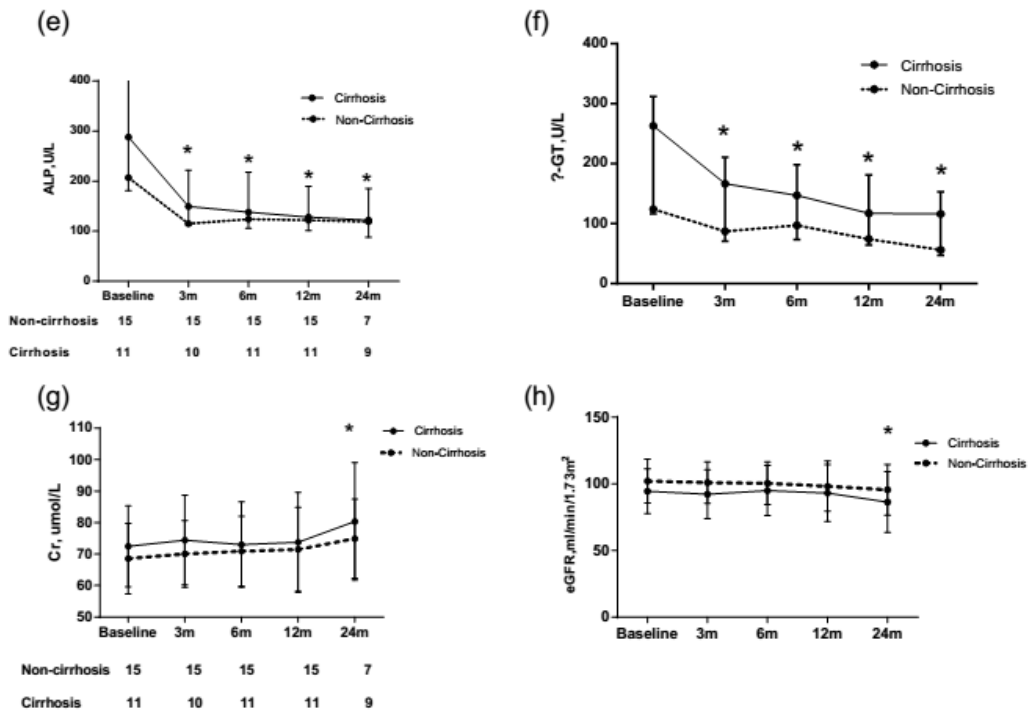 (e)
ALP,U/L
400
300
200
100
0
Cirrhosis
Non-Cirrhosis
*
*
*
*
Baseline 3m 6m 12m 24m
Non-cirrhosis 15 15 15 15 7
Cirrhosis 11 10 11 11 9
(f)
?-GT,U/L
400
300
200
100
0
Cirrhosis
Non-Cirrhosis
*
*
*
*
Baseline 3m 6m 12m 24m
(g)
Cr, umol/L
110
100
90
80
70
60
50
*
Cirrhosis
Non-Cirrhosis
Baseline 3m 6m 12m 24m
Non-cirrhosis 15 15 15 15 7
Cirrhosis 11 10 11 11 9
(h)
eGFR,ml/min/1.73m²
150
100
50
0
*
Cirrhosis
Non-Cirrhosis
Baseline 3m 6m 12m 24m